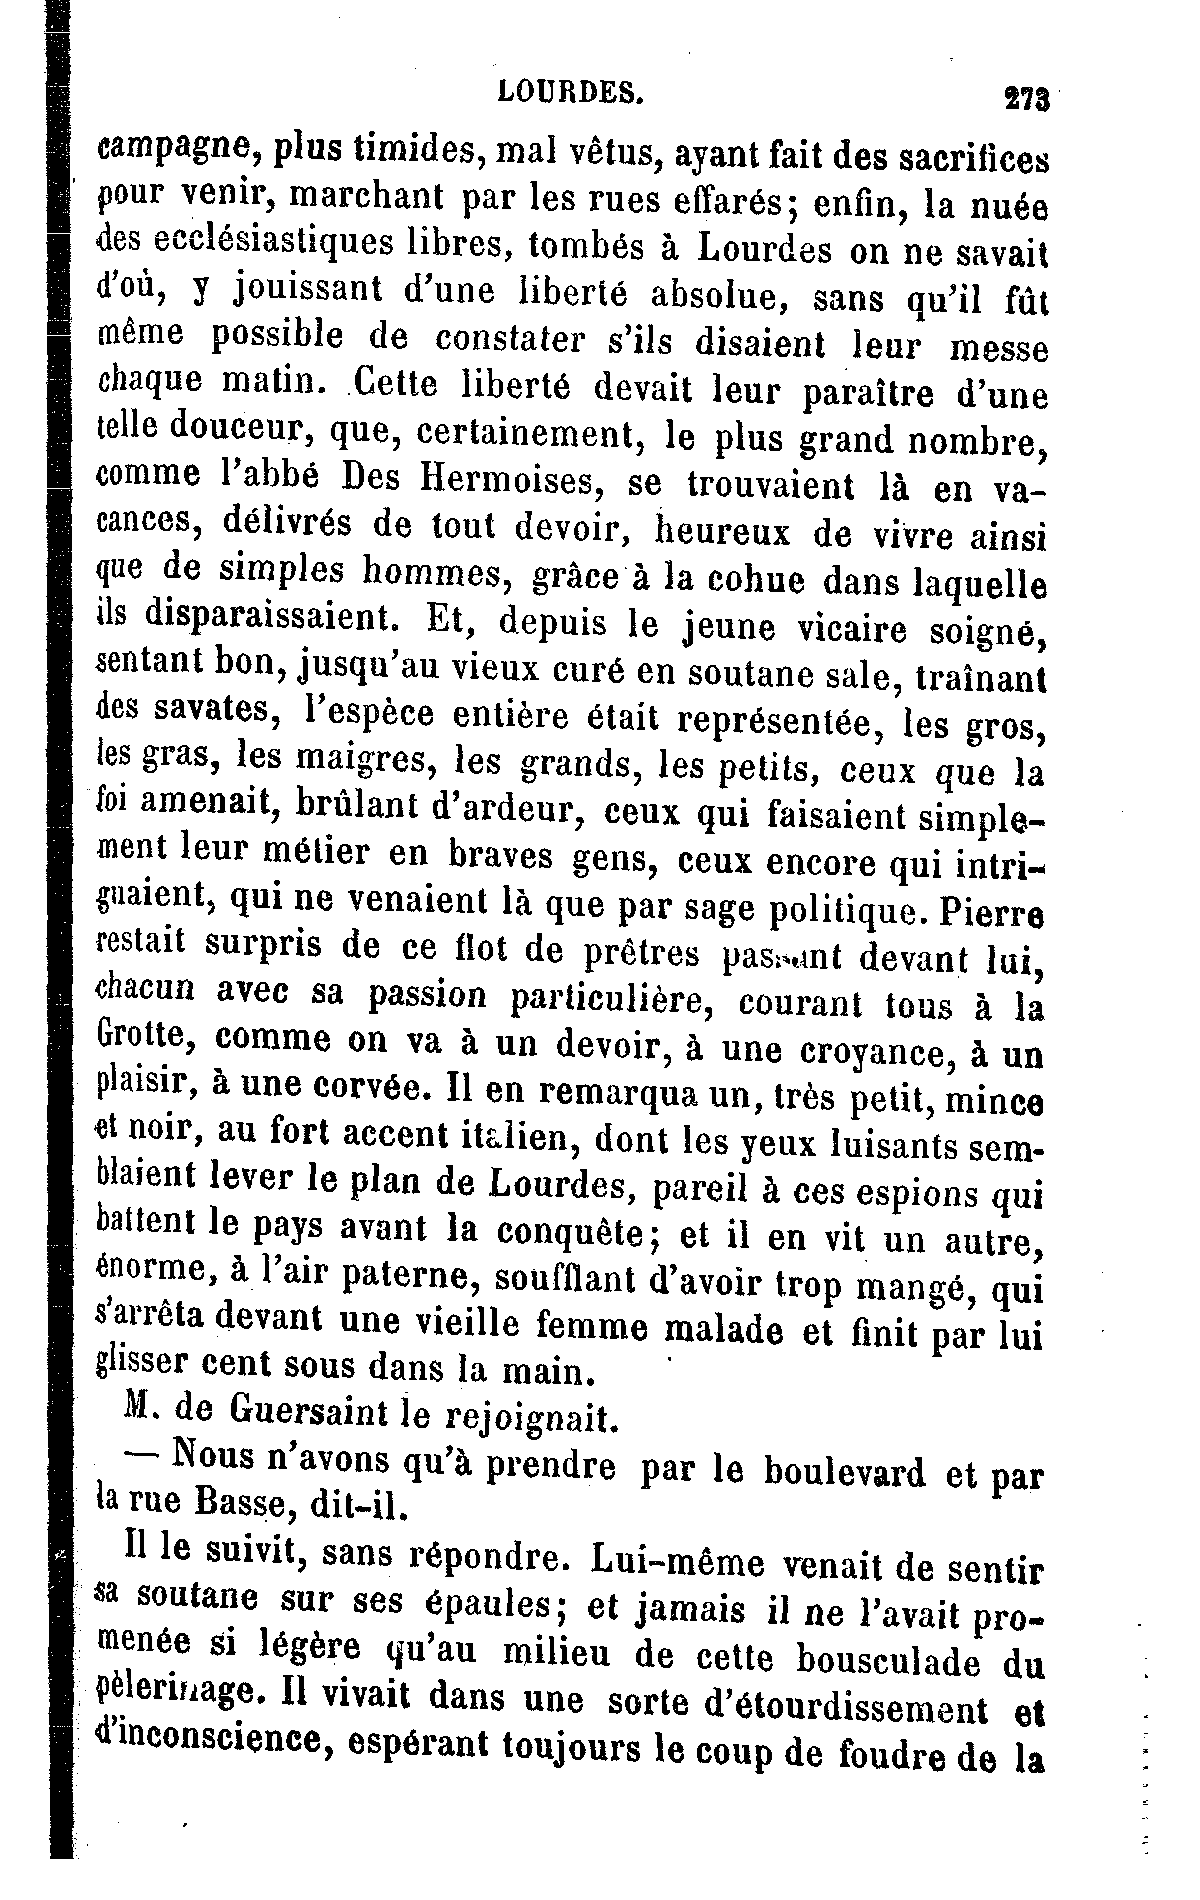 LOURDES. 273
campagne, plus timides, mal vêtus, ayant fait des sacrifices
pour venir, marchant par les rues effarés; enfin, la nuée
des ecclésiastiques libres, tombés à Lourdes on ne savait
d'où, y jouissant d'une liberté absolue, sans qu'il fût
même possible de constater s'ils disaient leur messe
chaque matin. Cette liberté devait leur paraître d'une
telle douceur, que, certainement, le plus grand nombre,
comme l'abbé Des Hermoises, se trouvaient là en va-
cances, délivrés de tout devoir, heureux de vivre ainsi
que de simples hommes, grâce à la cohue dans laquelle
ils disparaissaient. Et, depuis le jeune vicaire soigné,
sentant bon, jusqu'au vieux curé en soutane sale, traînant
des savates, l'espèce entière était représentée, les gros,
les gras, les maigres, les grands, les petits, ceux que la
foi amenait, brûlant d'ardeur, ceux qui faisaient simple-
ment leur métier en braves gens, ceux encore qui intri-
guaient, qui ne venaient là que par sage politique. Pierre
restait surpris de ce flot de prêtres passant devant lui,
chacun avec sa passion particulière, courant tous à la
Grotte, comme on va à un devoir, à une croyance, à un
plaisir, à une corvée. Il en remarqua un, très petit, mince
et noir, au fort accent italien, dont les yeux luisants sem-
blaient lever le plan de Lourdes, pareil à ces espions qui
battent le pays avant la conquête; et il en vit un autre,
énorme, à l'air paterne, soufflant d'avoir trop mangé, qui
s'arrêta devant une vieille femme malade et finit par lui
glisser cent sous dans la main.
M. de Guersaint le rejoignait.
— Nous n'avons qu'à prendre par le boulevard et par
la rue Basse, dit-il.
Il le suivit, sans répondre. Lui-même venait de sentir
sa soutane sur ses épaules; et jamais il ne l'avait pro-
menée si légère qu'au milieu de cette bousculade du
pèlerinage. Il vivait dans une sorte d'étourdissement et
d'inconscience, espérant toujours le coup de foudre de la